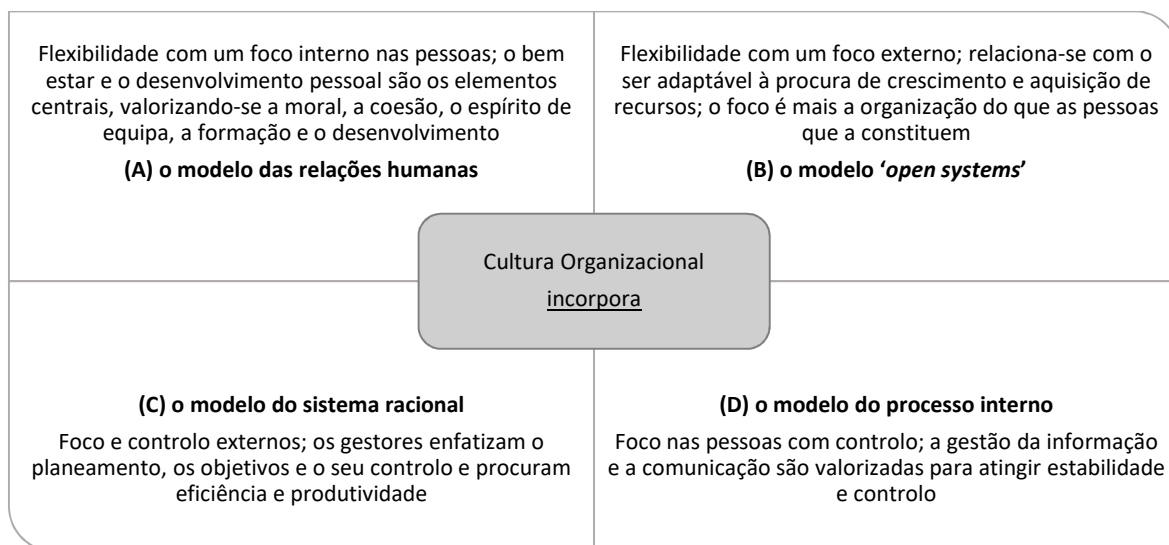 Flexibilidade com um foco interno nas pessoas; o bem
estar e o desenvolvimento pessoal são os elementos
centrais, valorizando-se a moral, a coesão, o espírito de
equipa, a formação e o desenvolvimento
(A) o modelo das relações humanas
Flexibilidade com um foco externo; relaciona-se com o
ser adaptável à procura de crescimento e aquisição de
recursos; o foco é mais a organização do que as pessoas
que a constituem
(B) o modelo ‘open systems’
Cultura Organizacional
incorpora
(C) o modelo do sistema racional
Foco e controlo externos; os gestores enfatizam o
planeamento, os objetivos e o seu controlo e procuram
eficiência e produtividade
(D) o modelo do processo interno
Foco nas pessoas com controlo; a gestão da informação
e a comunicação são valorizadas para atingir estabilidade
e controlo